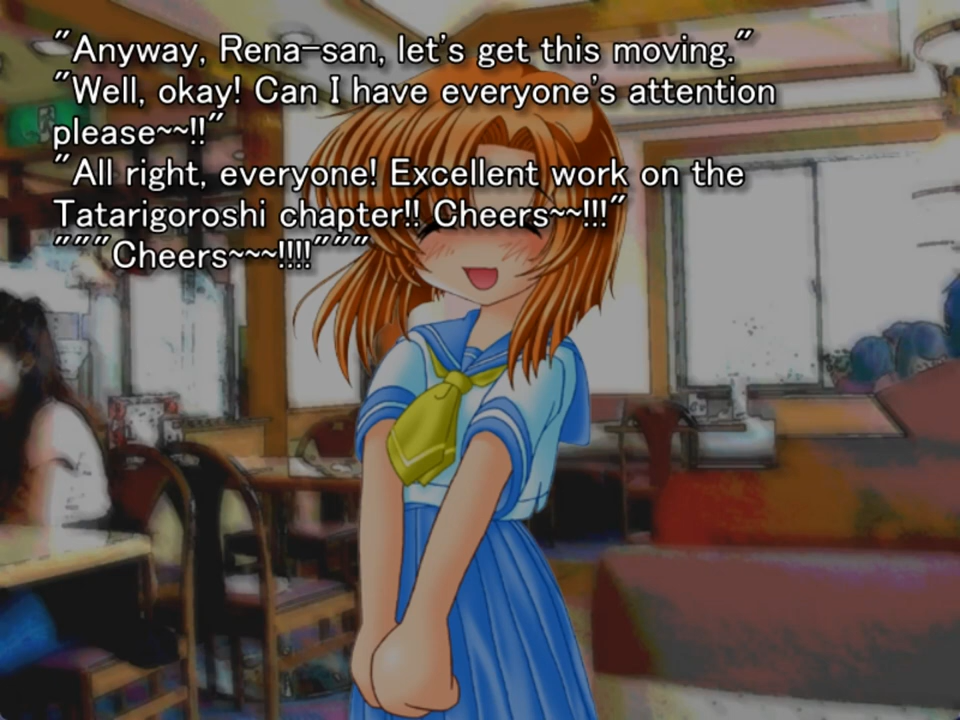 "Anyway, Rena-san, let's get this moving."
"Well, okay! Can I have everyone's attention
please~~!!"
"All right, everyone! Excellent work on the
Tatarigoroshi chapter!! Cheers~~!!!"
"""Cheers~~~!!!!"""